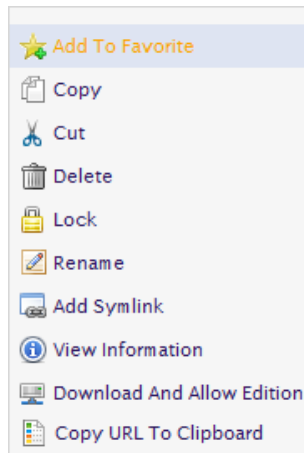 Add To Favorite
Copy
Cut
Delete
Lock
Rename
Add Symlink
View Information
Download And Allow Edition
Copy URL To Clipboard